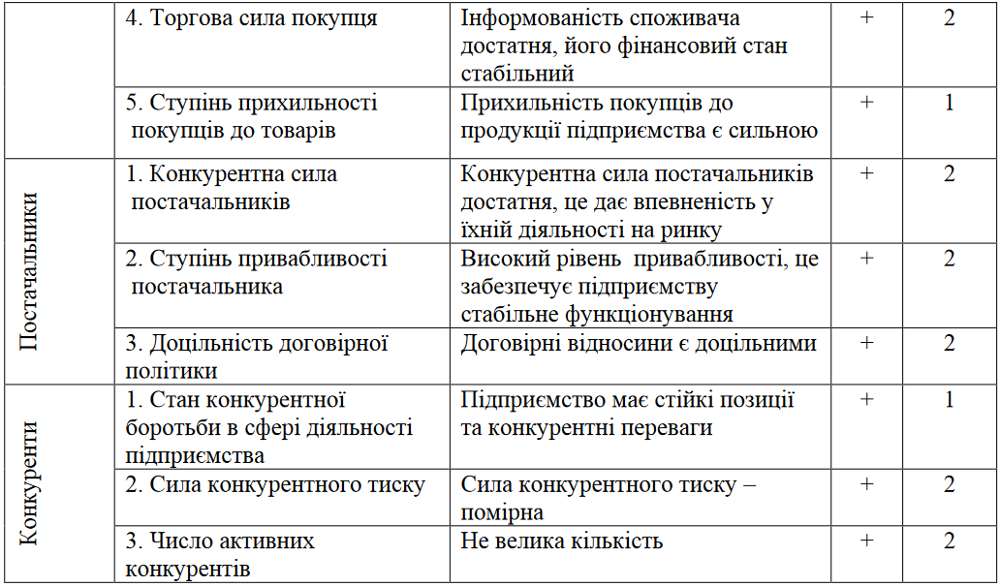 4. Торгова сила покупця
Інформованість споживача
достатня, його фінансовий стан
стабільний
+
2
5. Ступінь прихильності
покупців до товарів
Прихильність покупців до
продукції підприємства є сильною
+
1
Постачальники
1. Конкурентна сила
постачальників
Конкурентна сила постачальників
достатня, це дає впевненість у
їхній діяльності на ринку
+
2
2. Ступінь привабливості
постачальника
Високий рівень привабливості, це
забезпечує підприємству
стабільне функціонування
+
2
3. Доцільність договірної
політики
Договірні відносини є доцільними
+
2
Конкуренти
1. Стан конкурентної
боротьби в сфері діяльності
підприємства
Підприємство має стійкі позиції
та конкурентні переваги
+
1
2. Сила конкурентного тиску
Сила конкурентного тиску –
помірна
+
2
3. Число активних
конкурентів
Не велика кількість
+
2